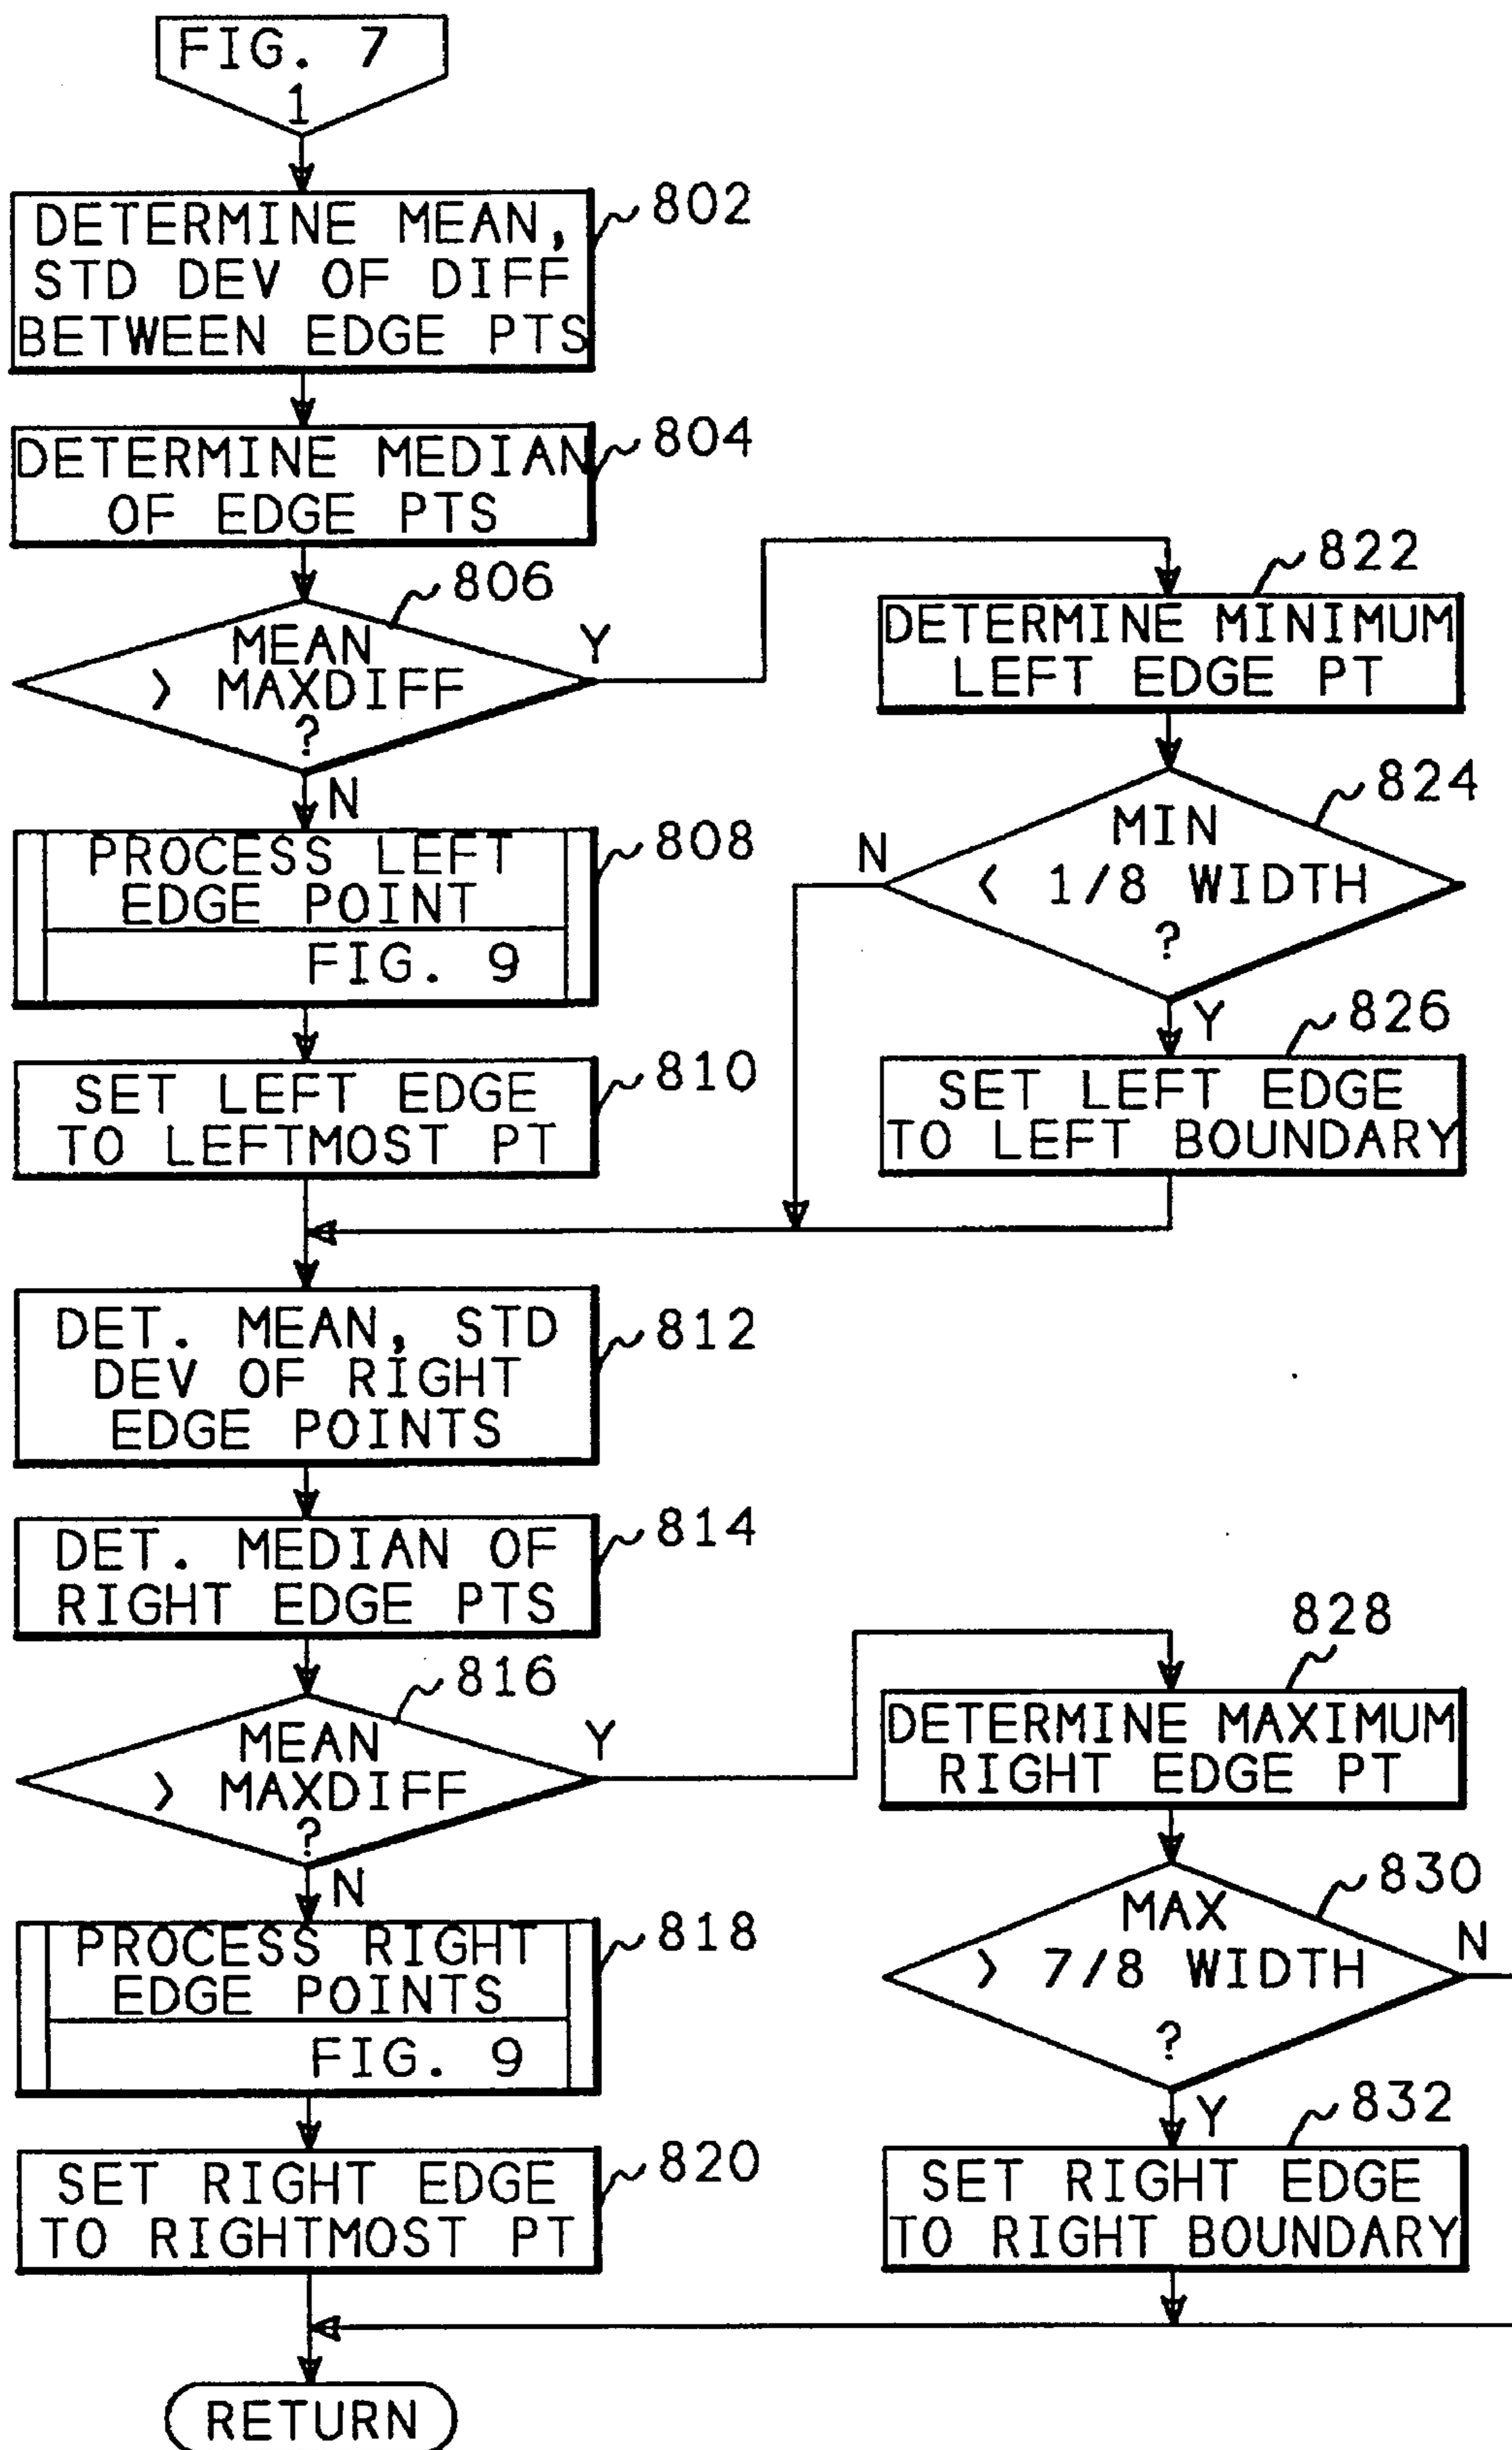 FIG. 7
1
DETERMINE MEAN,
STD DEV OF DIFF
BETWEEN EDGE PTS
802
DETERMINE MEDIAN
OF EDGE PTS
804
MEAN
> MAXDIFF
?
806
Y
N
DETERMINE MINIMUM
LEFT EDGE PT
822
MIN
< 1/8 WIDTH
?
824
N
Y
PROCESS LEFT
EDGE POINT
FIG. 9
808
SET LEFT EDGE
TO LEFTMOST PT
810
SET LEFT EDGE
TO LEFT BOUNDARY
826
DET. MEAN, STD
DEV OF RIGHT
EDGE POINTS
812
DET. MEDIAN OF
RIGHT EDGE PTS
814
MEAN
> MAXDIFF
?
816
Y
N
DETERMINE MAXIMUM
RIGHT EDGE PT
828
MAX
> 7/8 WIDTH
?
830
N
Y
PROCESS RIGHT
EDGE POINTS
FIG. 9
818
SET RIGHT EDGE
TO RIGHTMOST PT
820
SET RIGHT EDGE
TO RIGHT BOUNDARY
832
RETURN